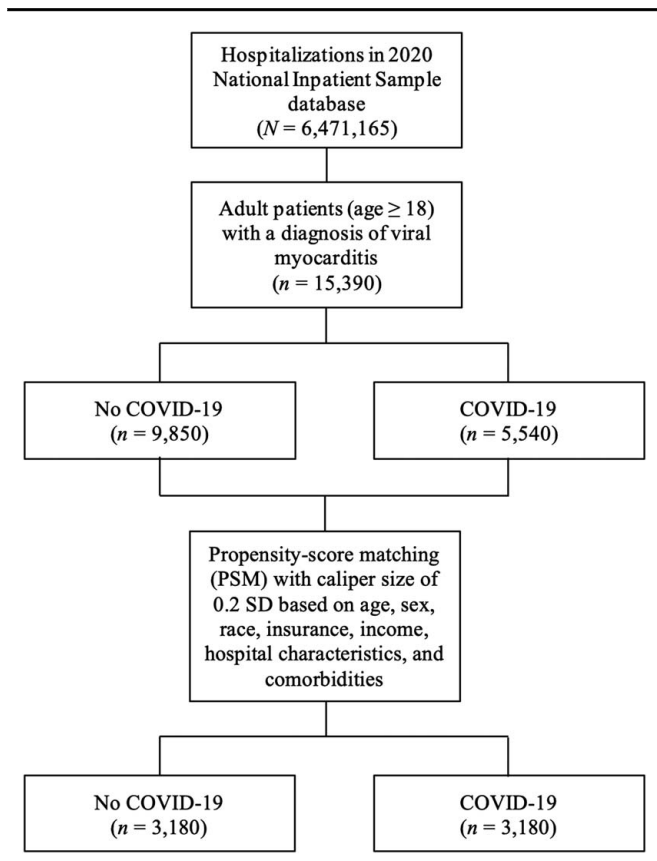 Hospitalizations in 2020
National Inpatient Sample
database
(N = 6,471,165)
Adult patients (age ≥ 18)
with a diagnosis of viral
myocarditis
(n = 15,390)
No COVID-19
(n = 9,850)
COVID-19
(n = 5,540)
Propensity-score matching
(PSM) with caliper size of
0.2 SD based on age, sex,
race, insurance, income,
hospital characteristics, and
comorbidities
No COVID-19
(n = 3,180)
COVID-19
(n = 3,180)